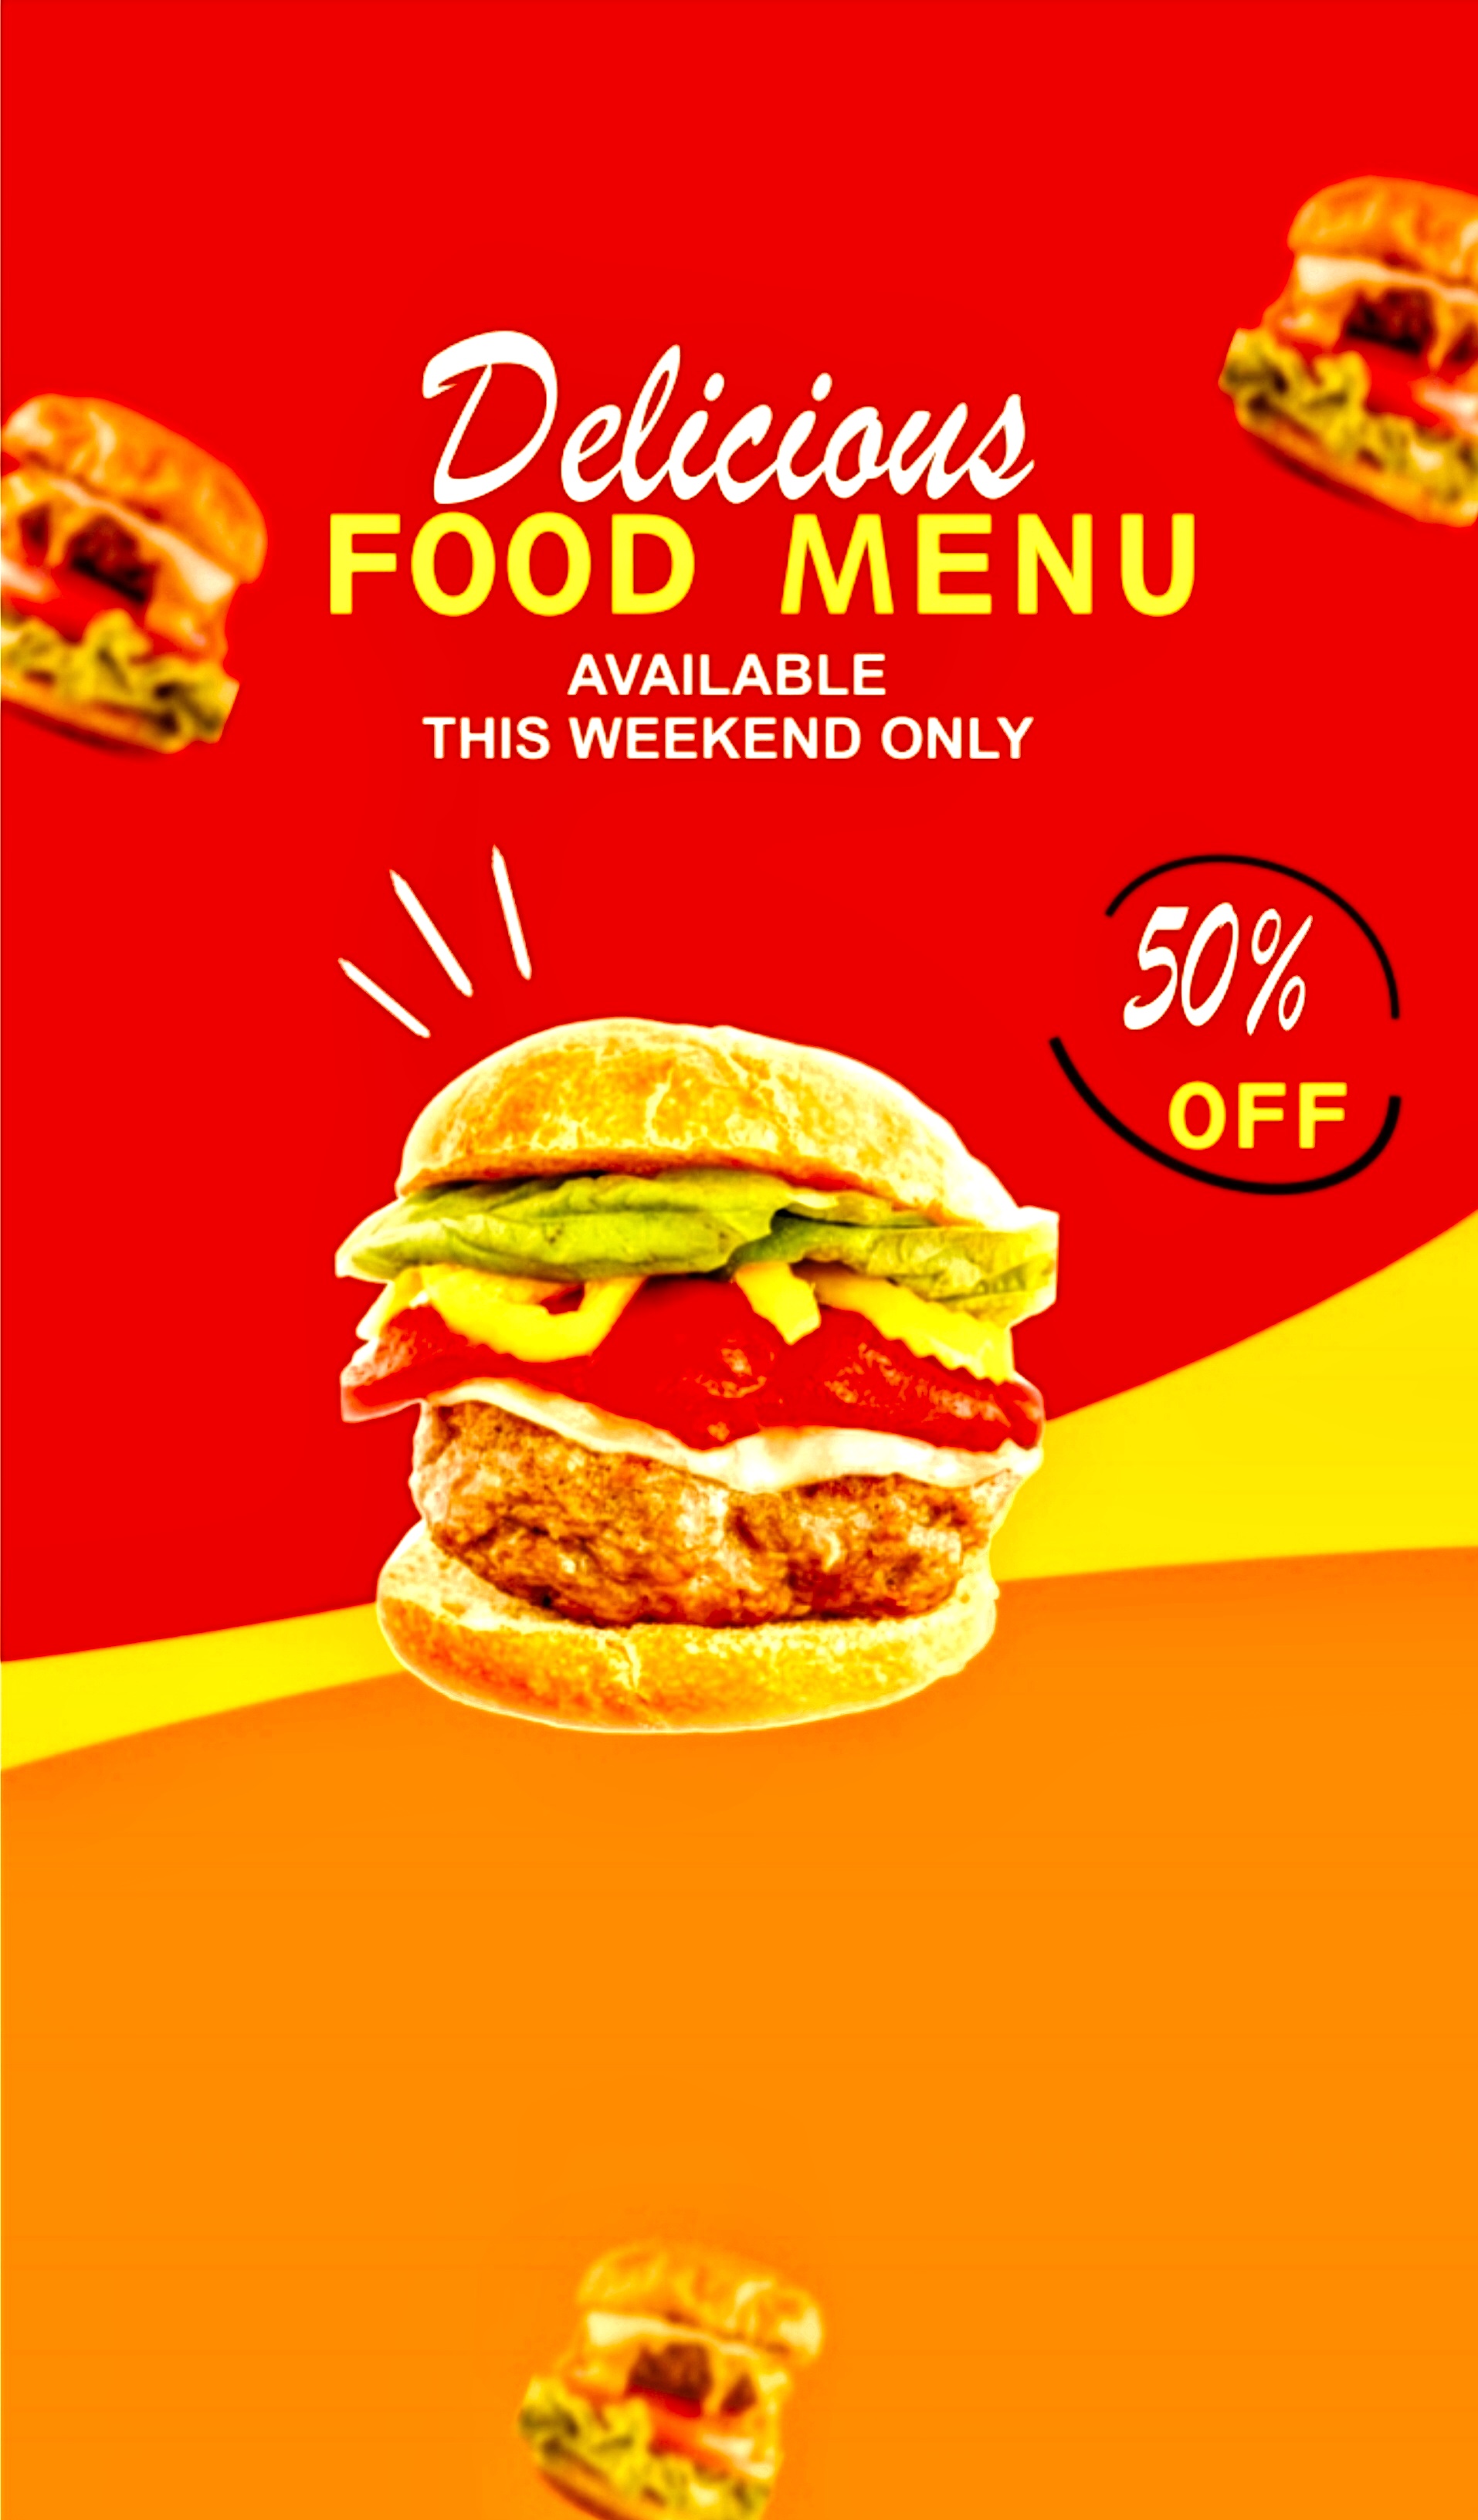 Delicious
FOOD MENU
AVAILABLE
THIS WEEKEND ONLY
50%
OFF